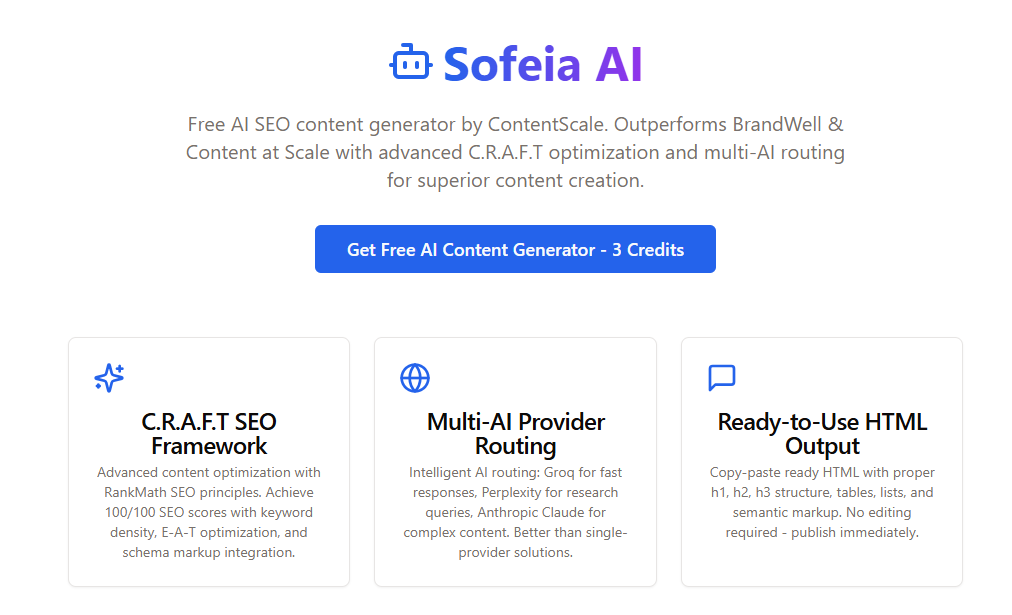 Sofeia AI
Free AI SEO content generator by ContentScale. Outperforms BrandWell &
Content at Scale with advanced C.R.A.F.T optimization and multi-AI routing
for superior content creation.
Get Free AI Content Generator - 3 Credits
C.R.A.F.T SEO
Framework
Advanced content optimization with
RankMath SEO principles. Achieve
100/100 SEO scores with keyword
density, E-A-T optimization, and
schema markup integration.
Multi-AI Provider
Routing
Intelligent AI routing: Groq for fast
responses, Perplexity for research
queries, Anthropic Claude for
complex content. Better than single-
provider solutions.
Ready-to-Use HTML
Output
Copy-paste ready HTML with proper
h1, h2, h3 structure, tables, lists, and
semantic markup. No editing
required - publish immediately.